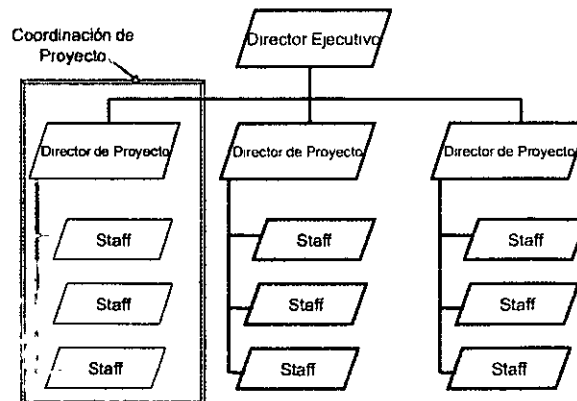 Coordinación de
Proyecto
Director Ejecutivo
Director de Proyecto
Director de Proyecto
Director de Proyecto
Staff
Staff
Staff
Staff
Staff
Staff
Staff
Staff
Staff